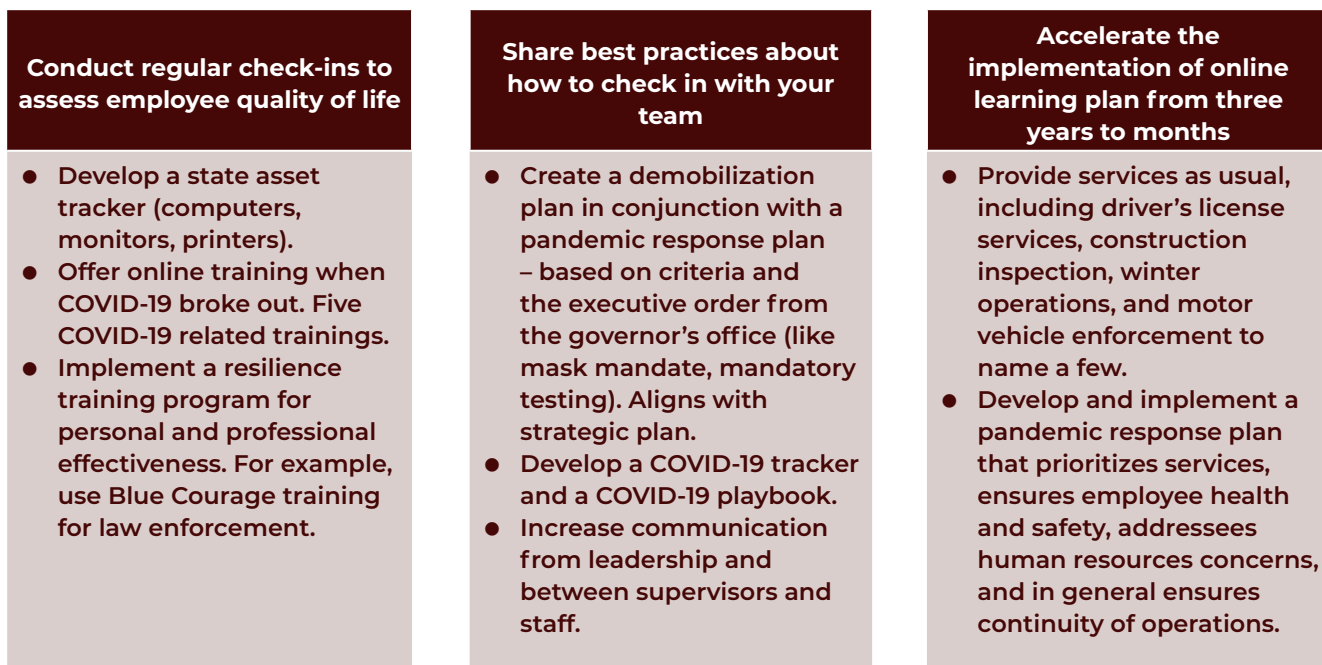 Conduct regular check-ins to
assess employee quality of life
● Develop a state asset
tracker (computers,
monitors, printers).
● Offer online training when
COVID-19 broke out. Five
COVID-19 related trainings.
● Implement a resilience
training program for
personal and professional
effectiveness. For example,
use Blue Courage training
for law enforcement.
Share best practices about
how to check in with your
team
● Create a demobilization
plan in conjunction with a
pandemic response plan
– based on criteria and
the executive order from
the governor’s office (like
mask mandate, mandatory
testing). Aligns with
strategic plan.
● Develop a COVID-19 tracker
and a COVID-19 playbook.
● Increase communication
from leadership and
between supervisors and
staff.
Accelerate the
implementation of online
learning plan from three
years to months
● Provide services as usual,
including driver’s license
services, construction
inspection, winter
operations, and motor
vehicle enforcement to
name a few.
● Develop and implement a
pandemic response plan
that prioritizes services,
ensures employee health
and safety, addressees
human resources concerns,
and in general ensures
continuity of operations.